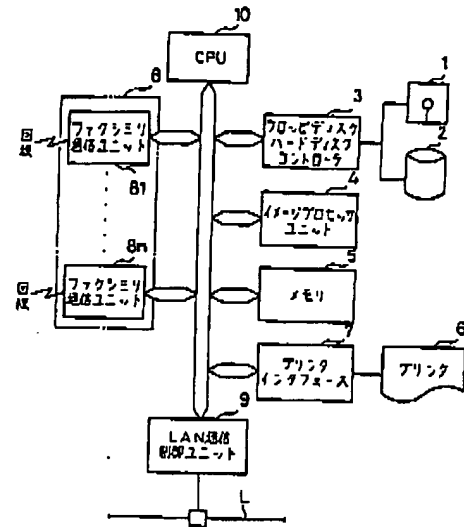 10
CPU
8
回線
ファクシミリ
通信ユニット
81
回線
8n
ファクシミリ
通信ユニット
3
フロッピディスク
ハードディスク
コントローラ
1
2
4
イメージプロセッサ
ユニット
5
メモリ
7
プリンタ
インタフェース
6
プリンタ
9
LAN通信
制御ユニット
L